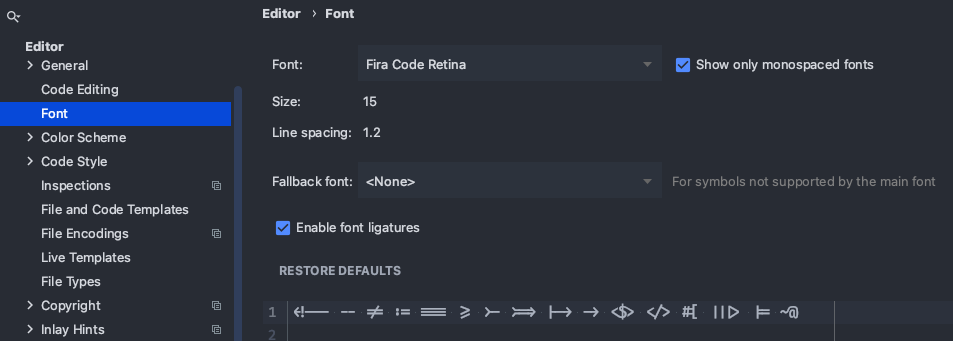 Editor › Font
Editor
General
Code Editing
Font
Color Scheme
Code Style
Inspections
File and Code Templates
File Encodings
Live Templates
File Types
Copyright
Inlay Hints
Font: Fira Code Retina Show only monospaced fonts
Size: 15
Line spacing: 1.2
Fallback font: <None> For symbols not supported by the main font
Enable font ligatures
RESTORE DEFAULTS
1 <!-- -- != := === >= >- >=> |-> -> <$> </> #[ ||> |= ~@
2